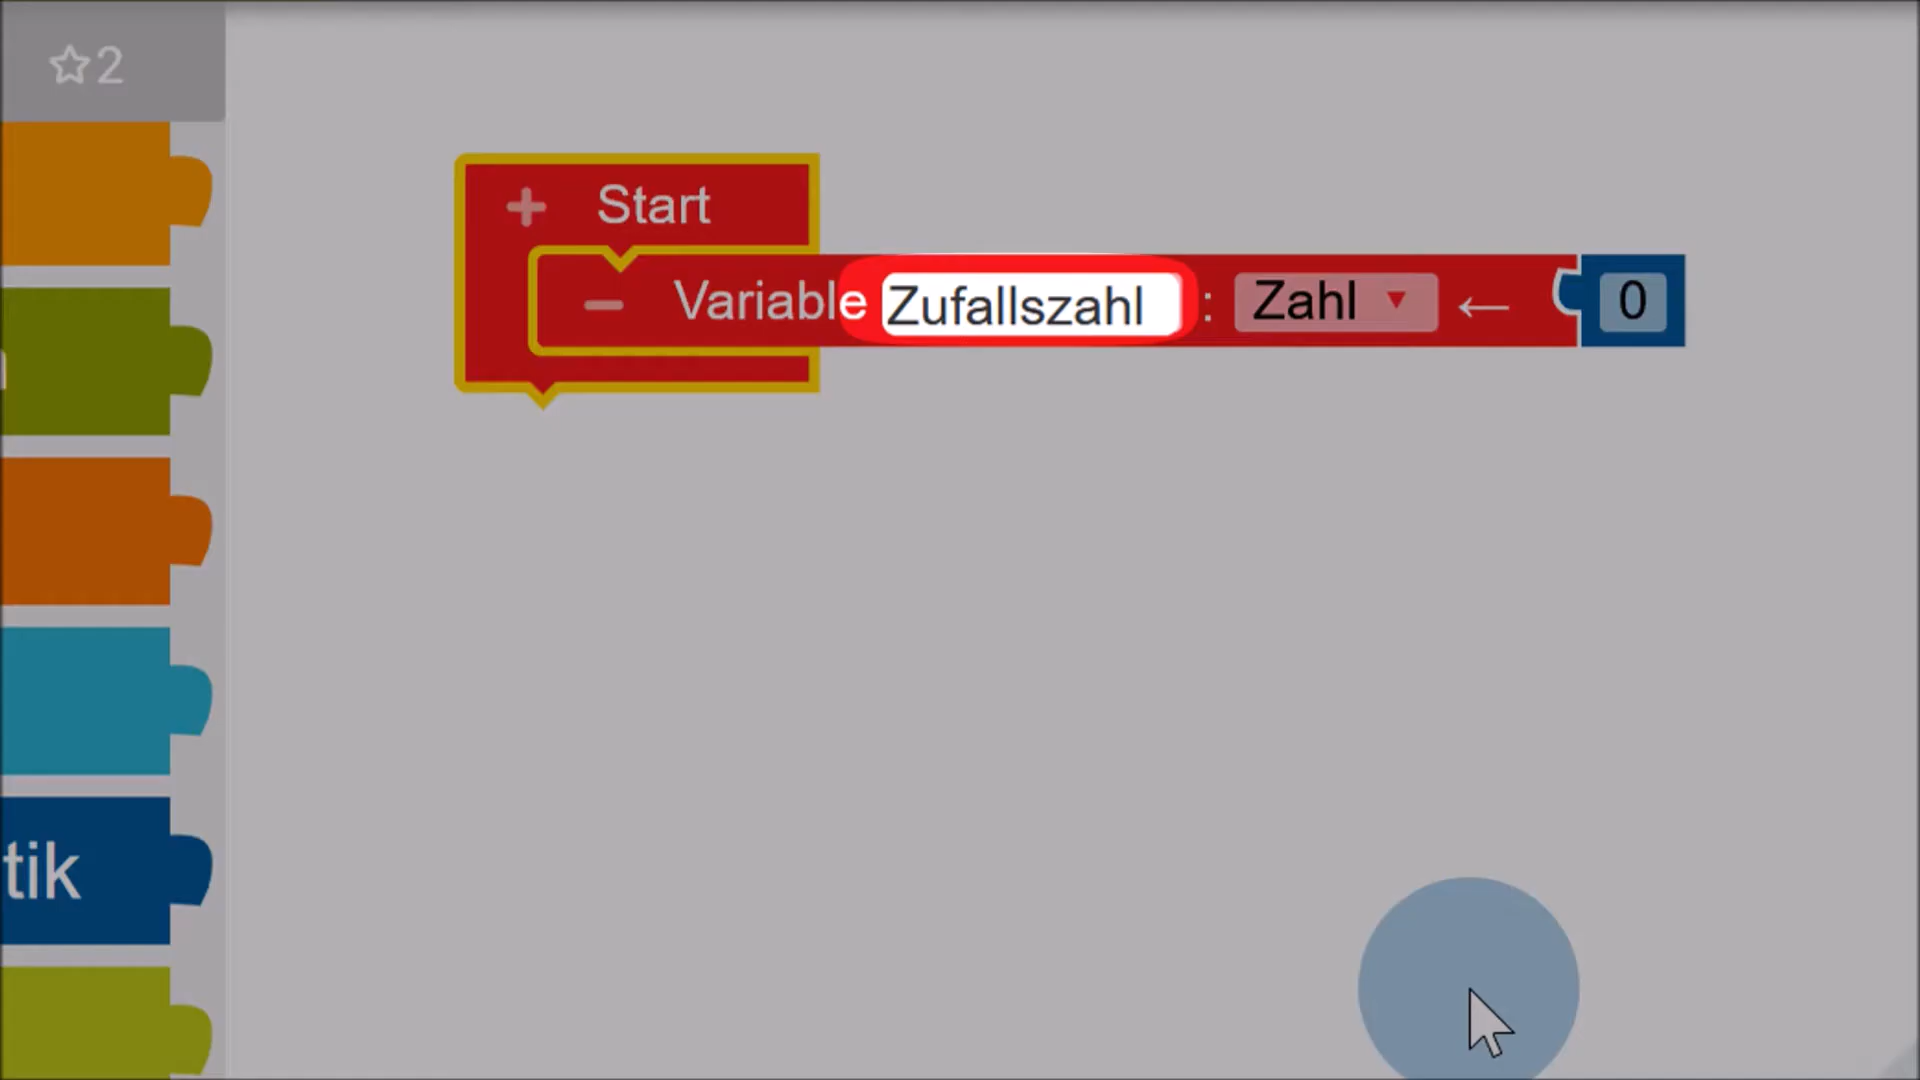 2
+ Start
− Variable Zufallszahl : Zahl ▼ ← 0
tik